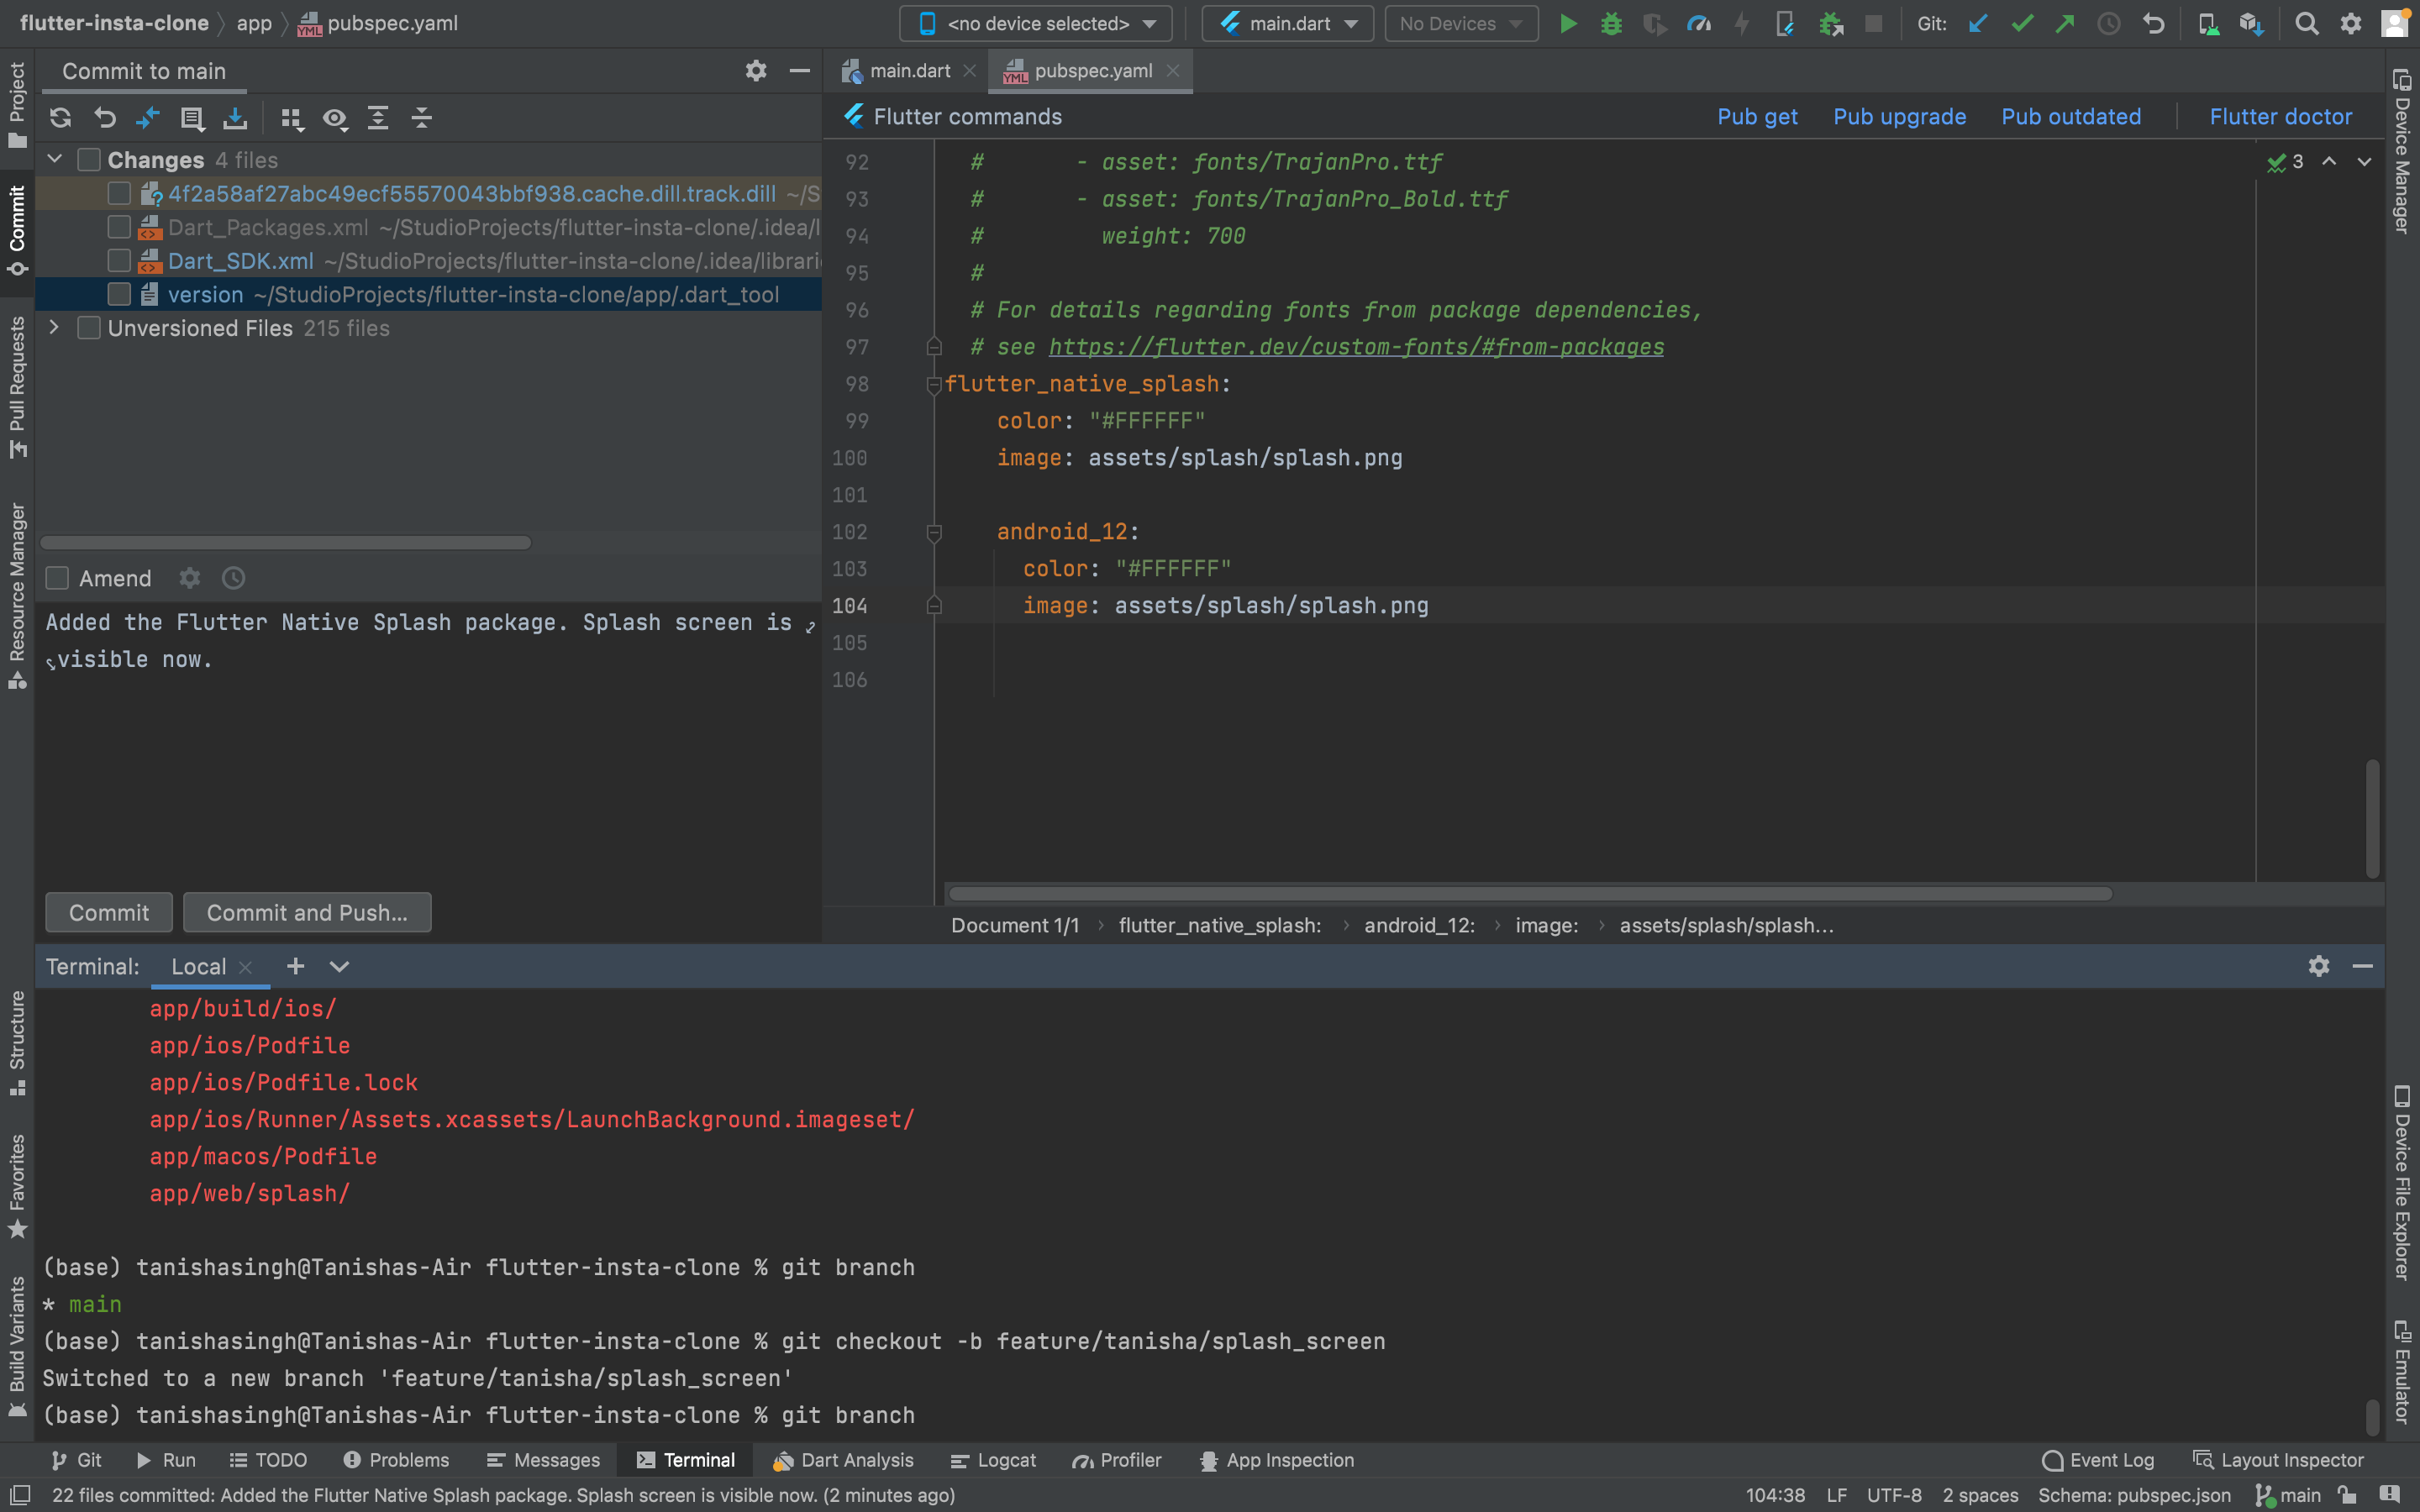 flutter-insta-clone app pubspec.yaml
<no device selected> main.dart No Devices Git:
Project
Commit
Pull Requests
Resource Manager
Structure
Favorites
Build Variants
Commit to main
Changes 4 files
4f2a58af27abc49ecf55570043bbf938.cache.dill.track.dill ~/S
Dart_Packages.xml ~/StudioProjects/flutter-insta-clone/.idea/l
Dart_SDK.xml ~/StudioProjects/flutter-insta-clone/.idea/librari
version ~/StudioProjects/flutter-insta-clone/app/.dart_tool
Unversioned Files 215 files
Amend
Added the Flutter Native Splash package. Splash screen is
visible now.
Commit Commit and Push...
main.dart pubspec.yaml
Flutter commands Pub get Pub upgrade Pub outdated Flutter doctor
3
92 # - asset: fonts/TrajanPro.ttf
93 # - asset: fonts/TrajanPro_Bold.ttf
94 # weight: 700
95 #
96 # For details regarding fonts from package dependencies,
97 # see https://flutter.dev/custom-fonts/#from-packages
98 flutter_native_splash:
99 color: "#FFFFFF"
100 image: assets/splash/splash.png
101
102 android_12:
103 color: "#FFFFFF"
104 image: assets/splash/splash.png
105
106
Document 1/1 › flutter_native_splash: › android_12: › image: › assets/splash/splash...
Terminal: Local
app/build/ios/
app/ios/Podfile
app/ios/Podfile.lock
app/ios/Runner/Assets.xcassets/LaunchBackground.imageset/
app/macos/Podfile
app/web/splash/
(base) tanishasingh@Tanishas-Air flutter-insta-clone % git branch
* main
(base) tanishasingh@Tanishas-Air flutter-insta-clone % git checkout -b feature/tanisha/splash_screen
Switched to a new branch 'feature/tanisha/splash_screen'
(base) tanishasingh@Tanishas-Air flutter-insta-clone % git branch
Device Manager
Device File Explorer
Emulator
Git Run TODO Problems Messages Terminal Dart Analysis Logcat Profiler App Inspection Event Log Layout Inspector
22 files committed: Added the Flutter Native Splash package. Splash screen is visible now. (2 minutes ago) 104:38 LF UTF-8 2 spaces Schema: pubspec.json main